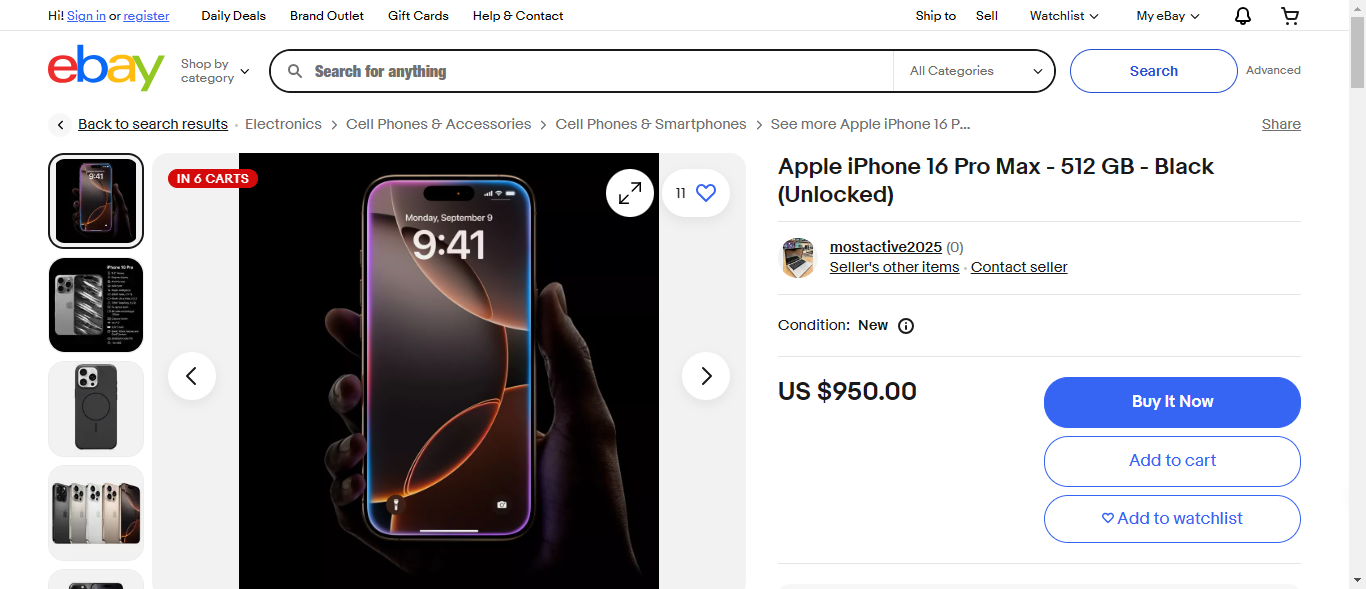 Hi! Sign in or register
Daily Deals
Brand Outlet
Gift Cards
Help & Contact
Ship to
Sell
Watchlist
My eBay
ebay
Shop by
category
Search for anything
All Categories
Search
Advanced
Back to search results
Electronics
Cell Phones & Accessories
Cell Phones & Smartphones
See more Apple iPhone 16 P...
Share
IN 6 CARTS
11
Monday, September 9
9:41
9:41
iPhone 16 Pro
Apple iPhone 16 Pro Max - 512 GB - Black
(Unlocked)
mostactive2025 (0)
Seller's other items · Contact seller
Condition: New
US $950.00
Buy It Now
Add to cart
Add to watchlist